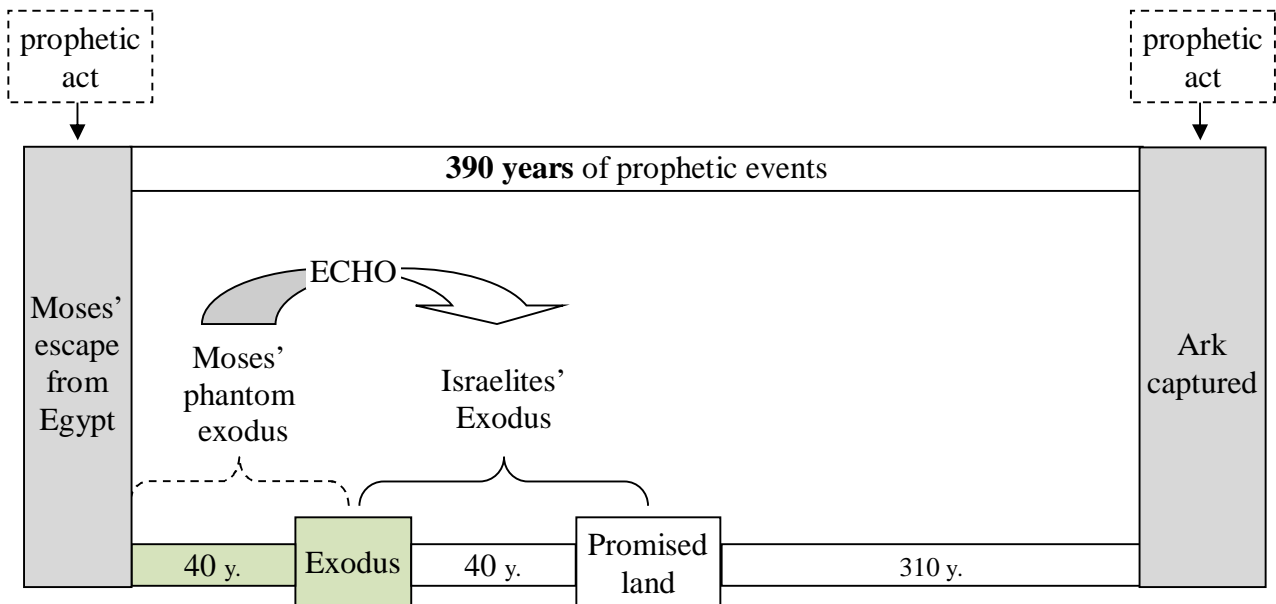 prophetic
act
prophetic
act
390 years of prophetic events
ECHO
Moses’
escape
from
Egypt
Moses’
phantom
exodus
Israelites’
Exodus
Ark
captured
40 y.
Exodus
40 y.
Promised
land
310 y.